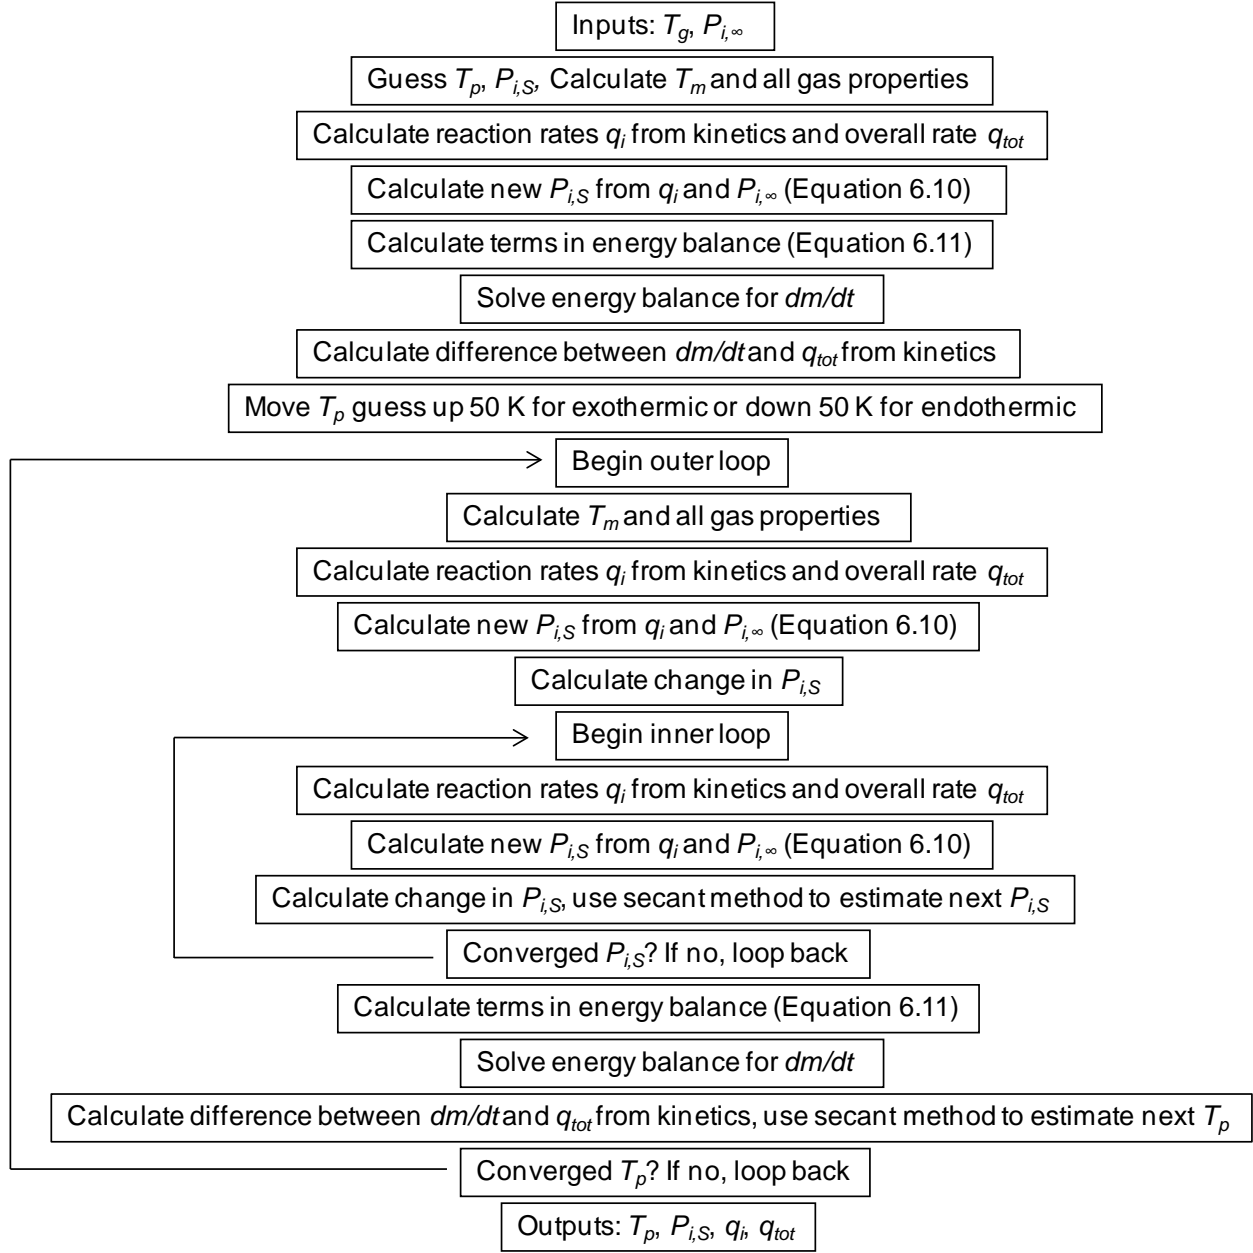 Inputs: Tg, Pi,∞
Guess Tp, Pi,S, Calculate Tm and all gas properties
Calculate reaction rates qi from kinetics and overall rate qtot
Calculate new Pi,S from qi and Pi,∞ (Equation 6.10)
Calculate terms in energy balance (Equation 6.11)
Solve energy balance for dm/dt
Calculate difference between dm/dt and qtot from kinetics
Move Tp guess up 50 K for exothermic or down 50 K for endothermic
Begin outer loop
Calculate Tm and all gas properties
Calculate reaction rates qi from kinetics and overall rate qtot
Calculate new Pi,S from qi and Pi,∞ (Equation 6.10)
Calculate change in Pi,S
Begin inner loop
Calculate reaction rates qi from kinetics and overall rate qtot
Calculate new Pi,S from qi and Pi,∞ (Equation 6.10)
Calculate change in Pi,S, use secant method to estimate next Pi,S
Converged Pi,S? If no, loop back
Calculate terms in energy balance (Equation 6.11)
Solve energy balance for dm/dt
Calculate difference between dm/dt and qtot from kinetics, use secant method to estimate next Tp
Converged Tp? If no, loop back
Outputs: Tp, Pi,S, qi, qtot